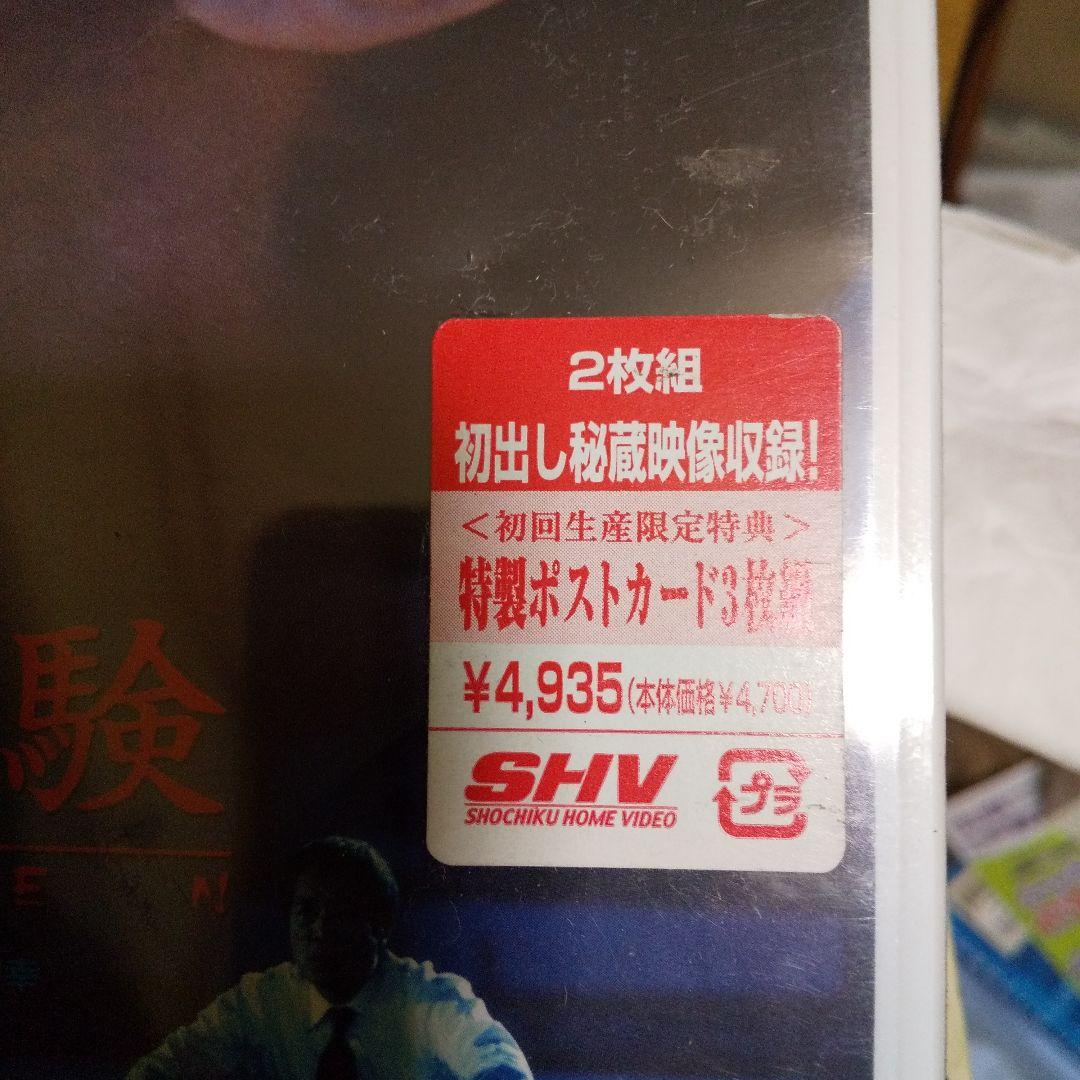 2枚組
初出し秘蔵映像収録!
<初回生産限定特典>
特製ポストカード3枚組
¥4,935(本体価格¥4,700)
SHV
SHOCHIKU HOME VIDEO
プラ
験
E N
幸